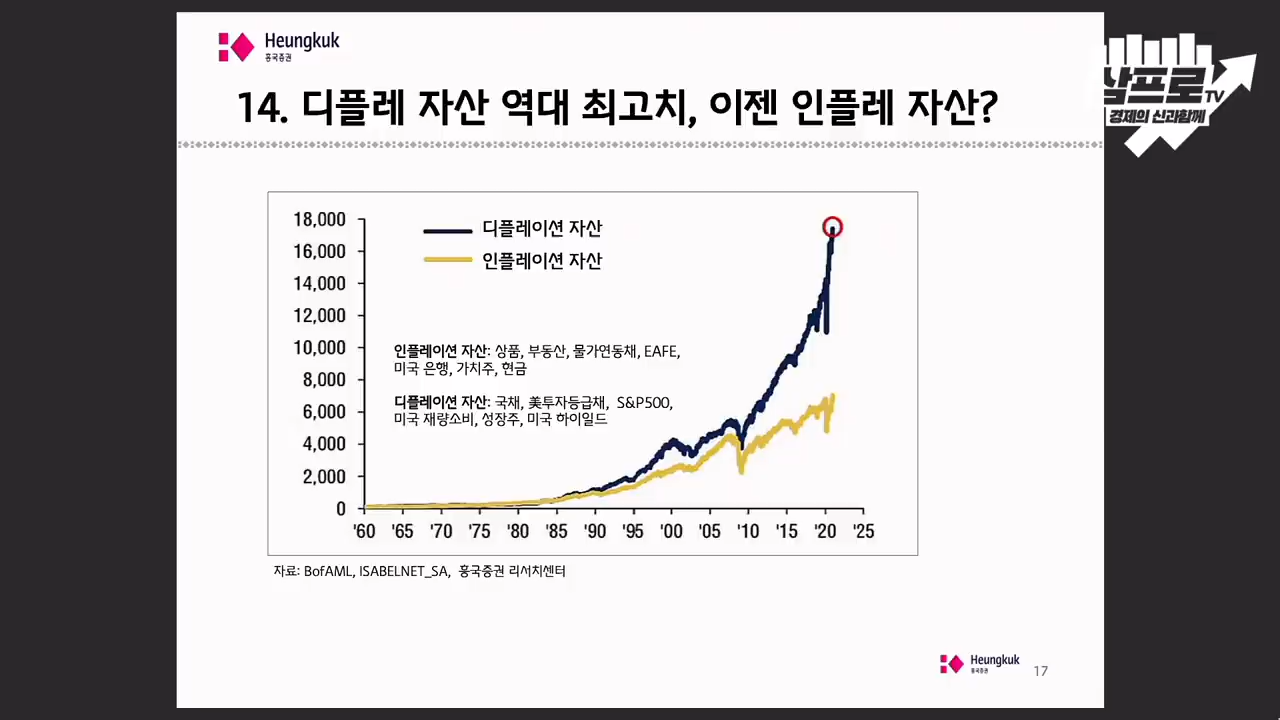 Heungkuk
흥국증권
삼프로TV
경제의 신과함께
14. 디플레 자산 역대 최고치, 이젠 인플레 자산?
18,000
16,000
14,000
12,000
10,000
8,000
6,000
4,000
2,000
0
디플레이션 자산
인플레이션 자산
인플레이션 자산: 상품, 부동산, 물가연동채, EAFE,
미국 은행, 가치주, 현금
디플레이션 자산: 국채, 美투자등급채, S&P500,
미국 재량소비, 성장주, 미국 하이일드
'60 '65 '70 '75 '80 '85 '90 '95 '00 '05 '10 '15 '20 '25
자료: BofAML, ISABELNET_SA, 흥국증권 리서치센터
Heungkuk
흥국증권
17